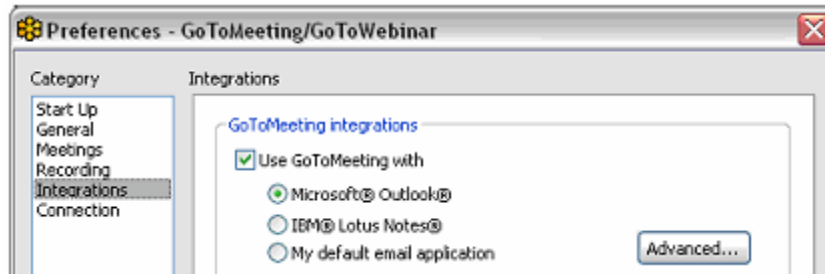 Preferences - GoToMeeting/GoToWebinar
Category
Integrations
Start Up
General
Meetings
Recording
Integrations
Connection
GoToMeeting integrations
Use GoToMeeting with
Microsoft® Outlook®
IBM® Lotus Notes®
My default email application
Advanced...